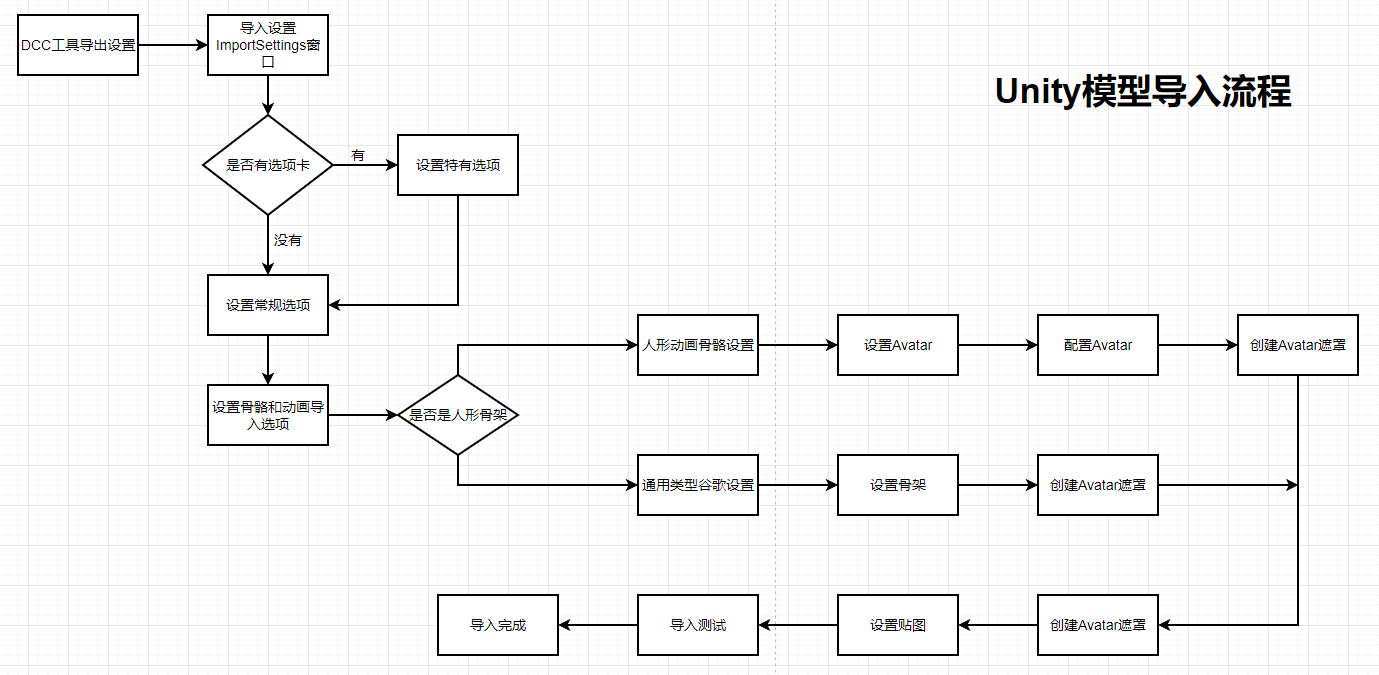 DCC工具导出设置
导入设置
ImportSettings窗
口
Unity模型导入流程
是否有选项卡
有
设置特有选项
没有
设置常规选项
人形动画骨骼设置
设置Avatar
配置Avatar
创建Avatar遮罩
设置骨骼和动画导
入选项
是否是人形骨架
通用类型谷歌设置
设置骨架
创建Avatar遮罩
导入完成
导入测试
设置贴图
创建Avatar遮罩